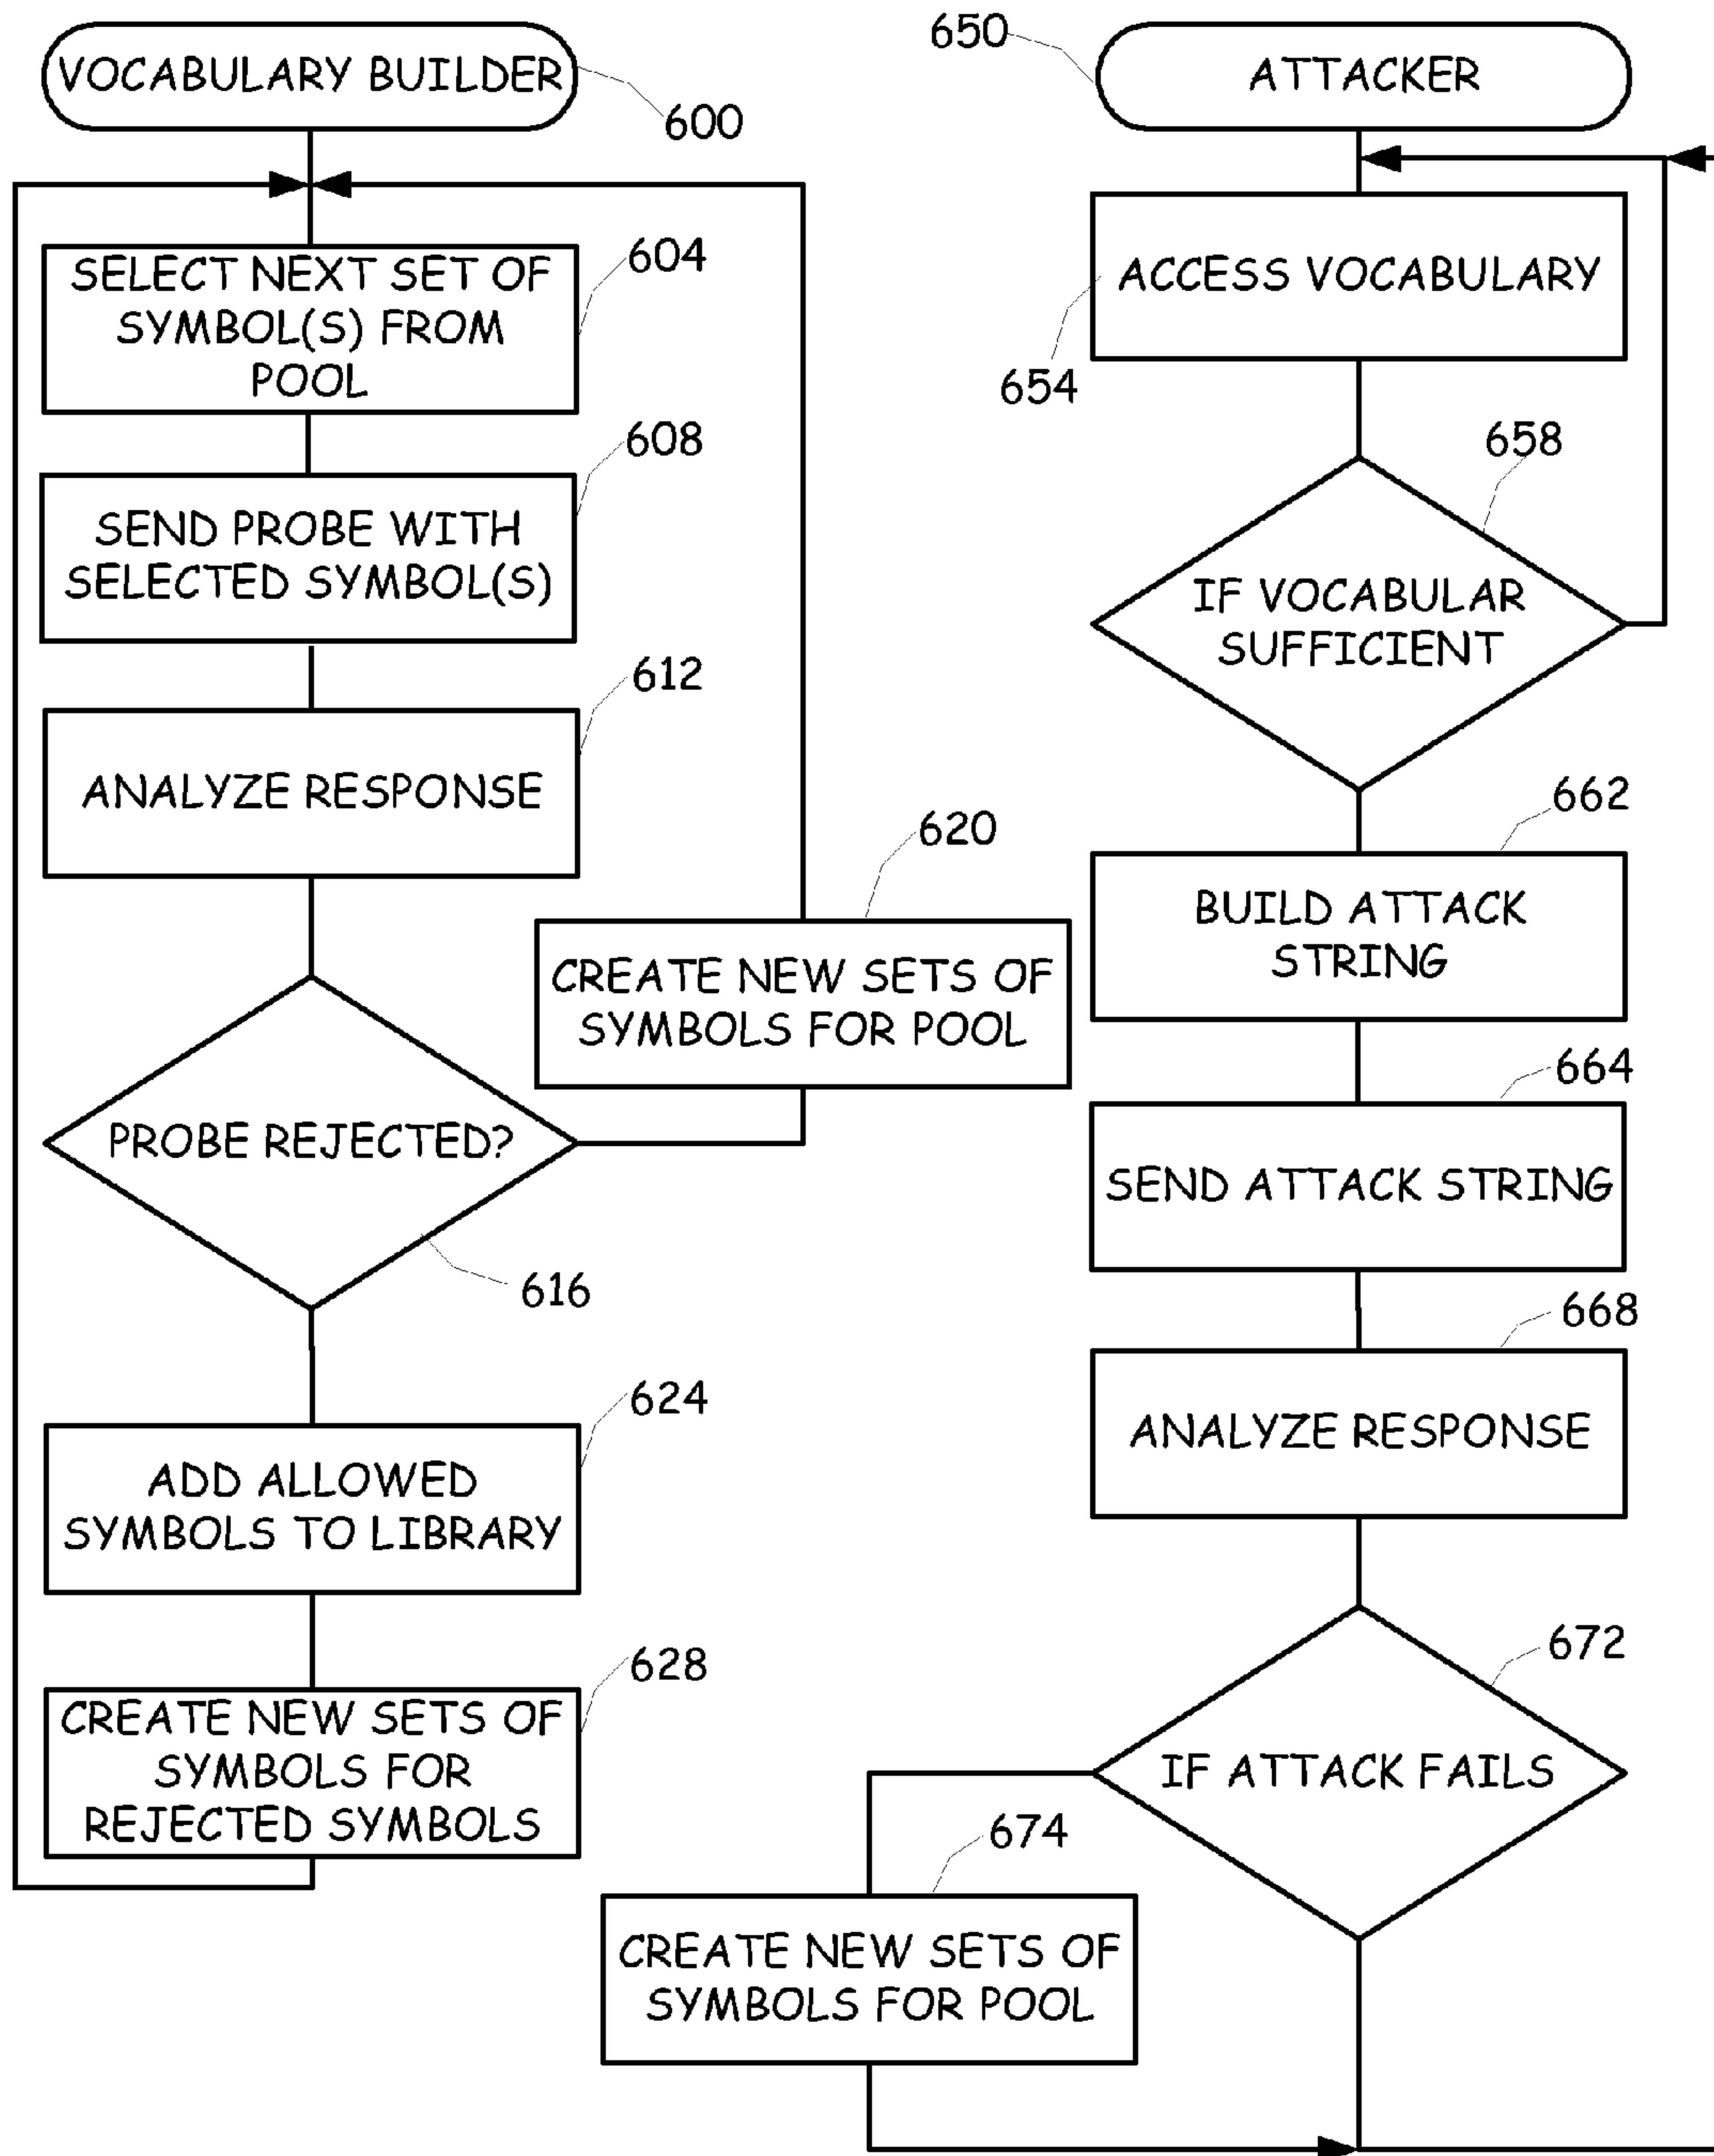 VOCABULARY BUILDER
600
SELECT NEXT SET OF
SYMBOL(S) FROM
POOL
604
SEND PROBE WITH
SELECTED SYMBOL(S)
608
ANALYZE RESPONSE
612
PROBE REJECTED?
616
CREATE NEW SETS OF
SYMBOLS FOR POOL
620
ADD ALLOWED
SYMBOLS TO LIBRARY
624
CREATE NEW SETS OF
SYMBOLS FOR
REJECTED SYMBOLS
628
650
ATTACKER
ACCESS VOCABULARY
654
658
IF VOCABULAR
SUFFICIENT
662
BUILD ATTACK
STRING
664
SEND ATTACK STRING
668
ANALYZE RESPONSE
672
IF ATTACK FAILS
674
CREATE NEW SETS OF
SYMBOLS FOR POOL